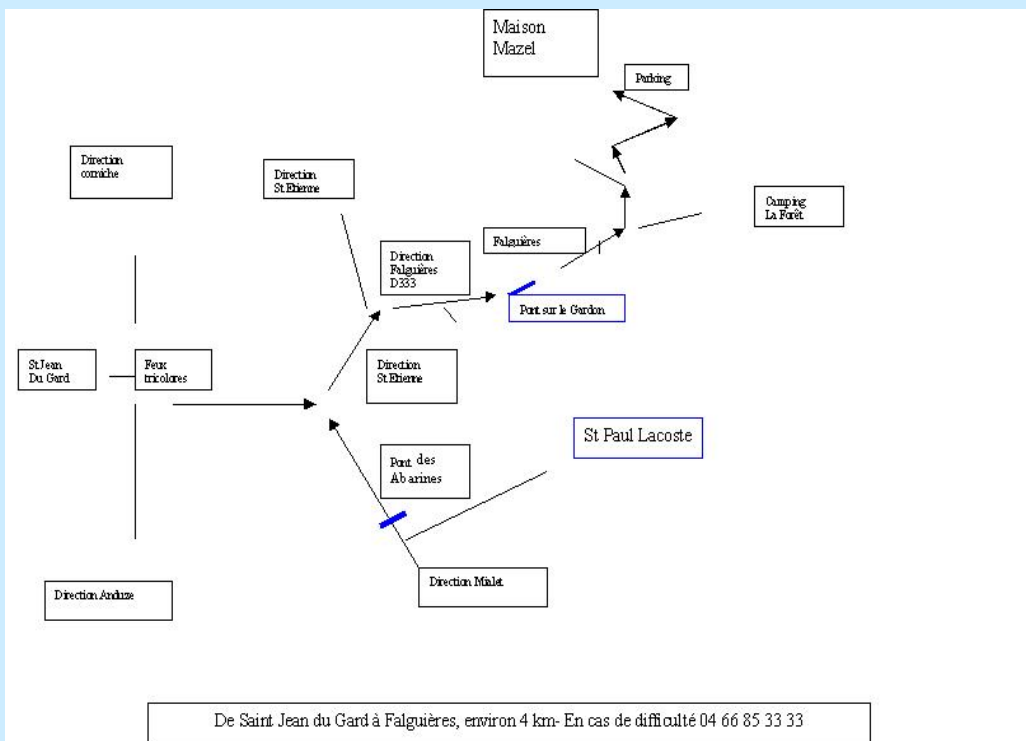 Maison
Mazel
Parking
Direction
corniche
Direction
St Etienne
Camping
La Forêt
Falguières
Direction
Falguières
D333
Pont sur le Gardon
St Jean
Du Gard
Feux
tricolores
Direction
St Etienne
St Paul Lacoste
Pont des
Abarines
Direction Mialet
Direction Anduze
De Saint Jean du Gard à Falguières, environ 4 km- En cas de difficulté 04 66 85 33 33